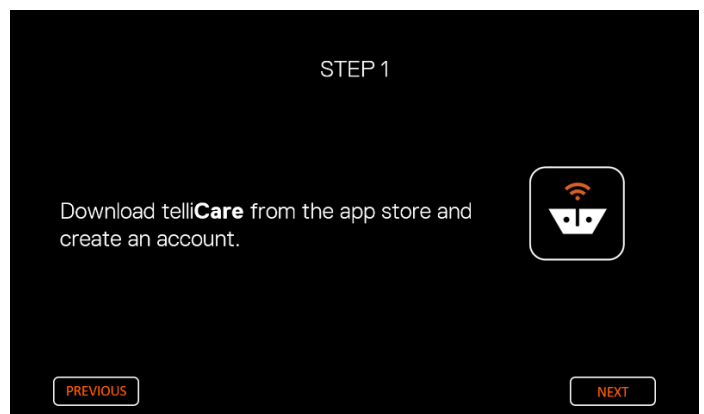 STEP 1
Download telliCare from the app store and
create an account.
PREVIOUS
NEXT